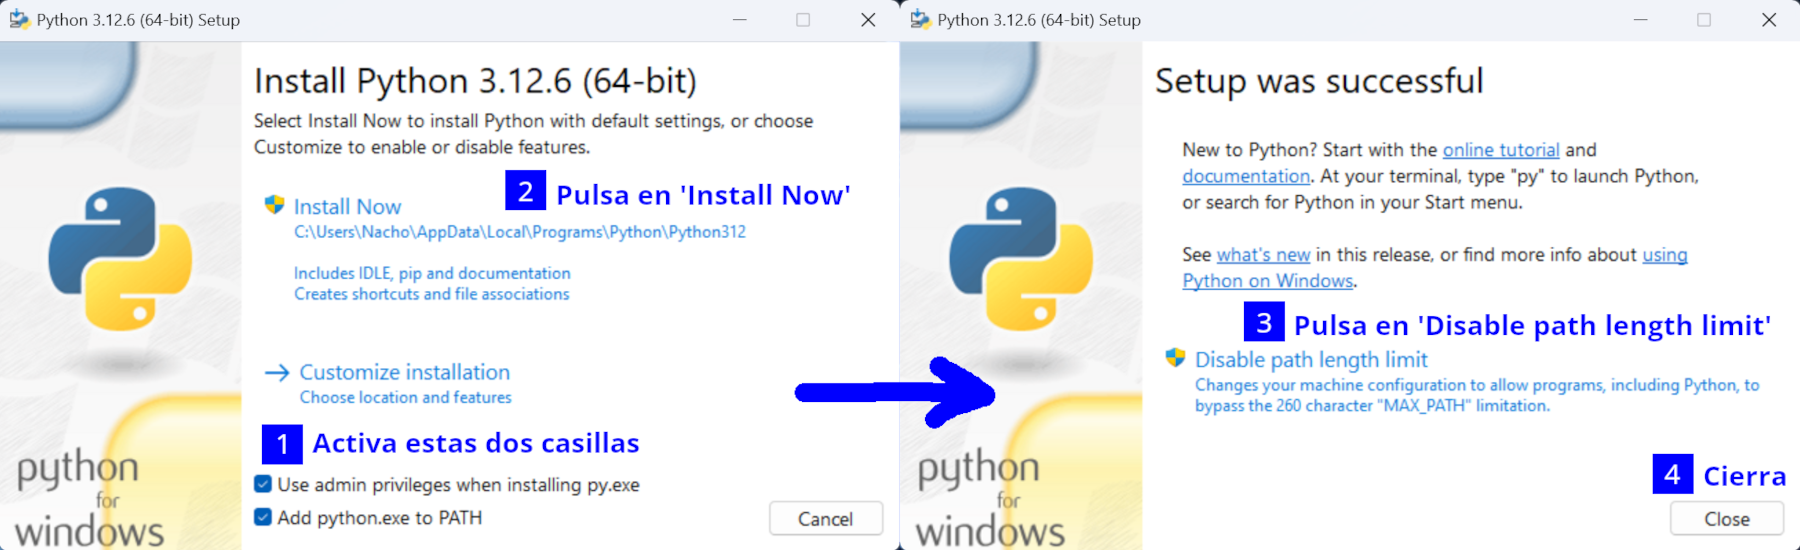 Python 3.12.6 (64-bit) Setup
Install Python 3.12.6 (64-bit)
Select Install Now to install Python with default settings, or choose
Customize to enable or disable features.
2 Pulsa en 'Install Now'
Install Now
C:\Users\Nacho\AppData\Local\Programs\Python\Python312
Includes IDLE, pip and documentation
Creates shortcuts and file associations
Customize installation
Choose location and features
1 Activa estas dos casillas
Use admin privileges when installing py.exe
Add python.exe to PATH
Cancel
python
for
windows
Python 3.12.6 (64-bit) Setup
Setup was successful
New to Python? Start with the online tutorial and
documentation. At your terminal, type "py" to launch Python,
or search for Python in your Start menu.
See what's new in this release, or find more info about using
Python on Windows.
3 Pulsa en 'Disable path length limit'
Disable path length limit
Changes your machine configuration to allow programs, including Python, to
bypass the 260 character "MAX_PATH" limitation.
4 Cierra
Close
python
for
windows